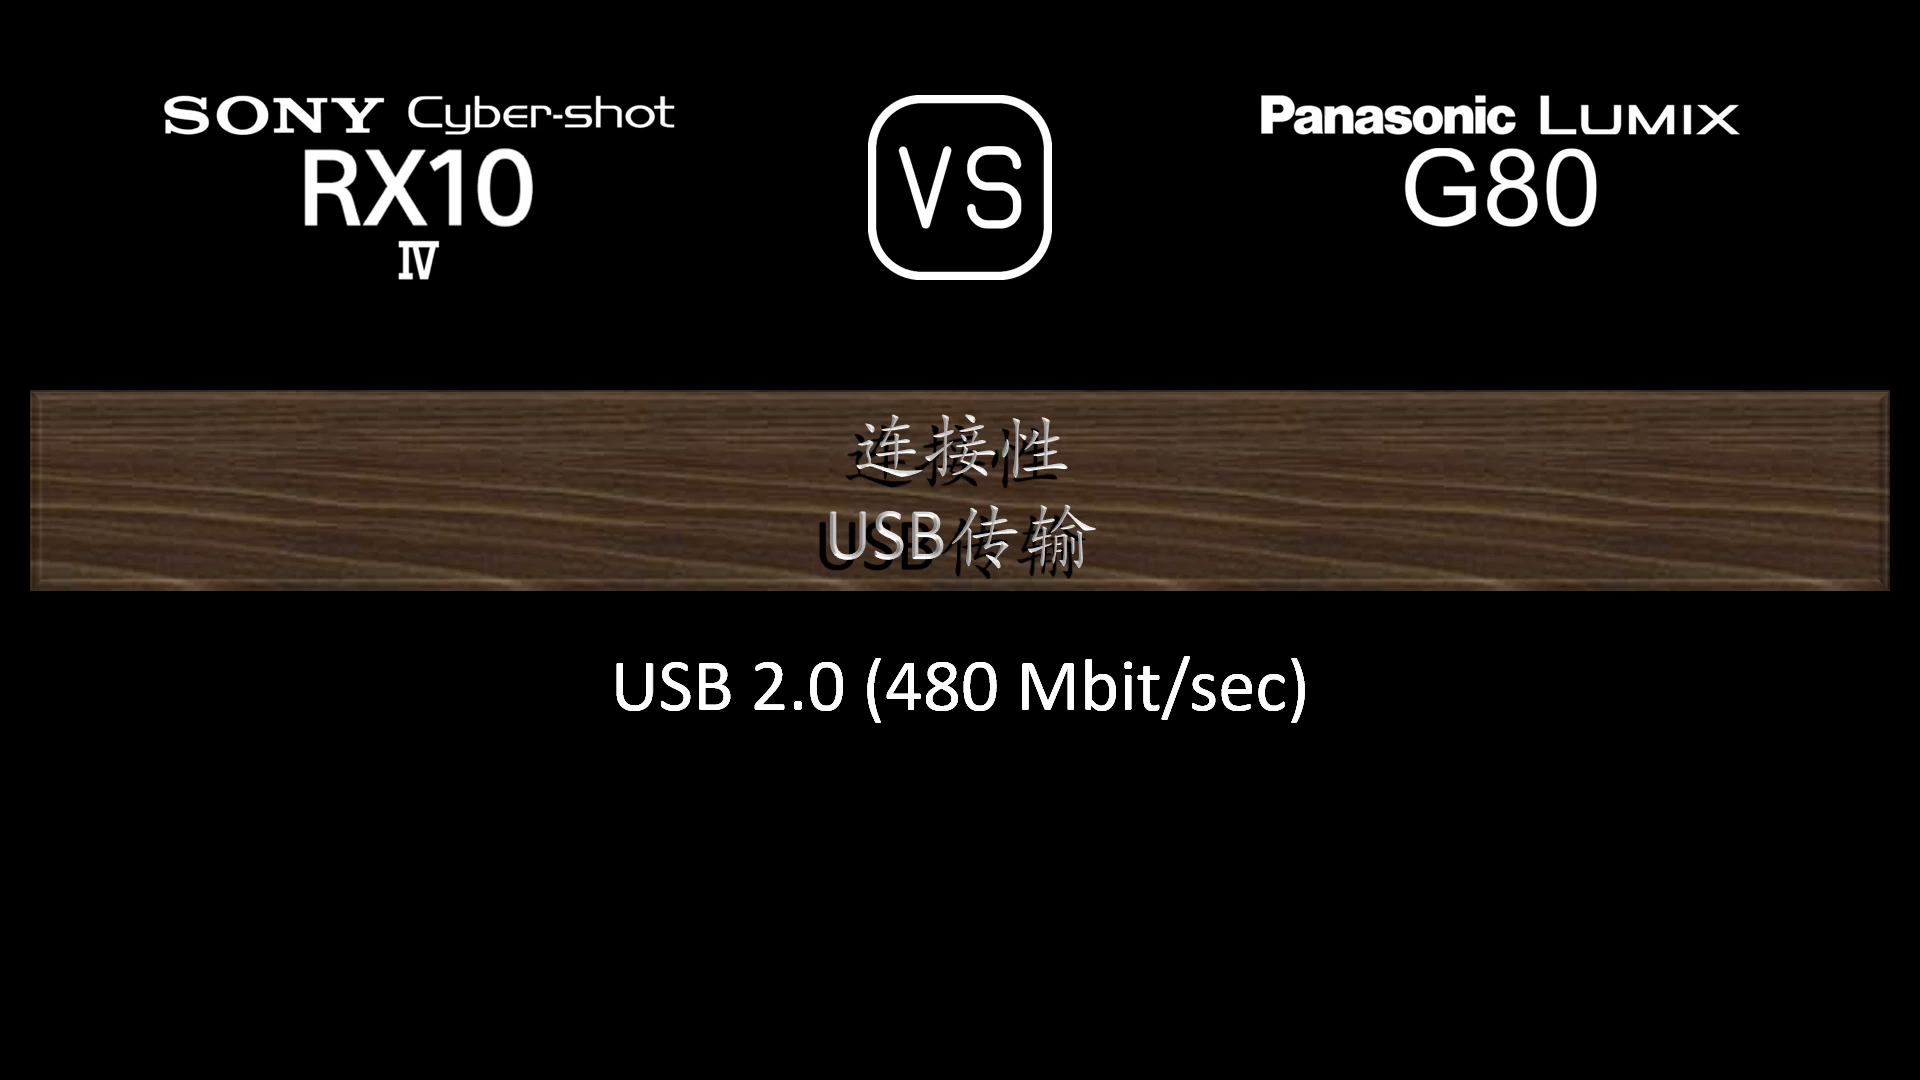 SONY Cyber-shot
RX10
IV
VS
Panasonic LUMIX
G80
连接性
USB传输
USB 2.0 (480 Mbit/sec)